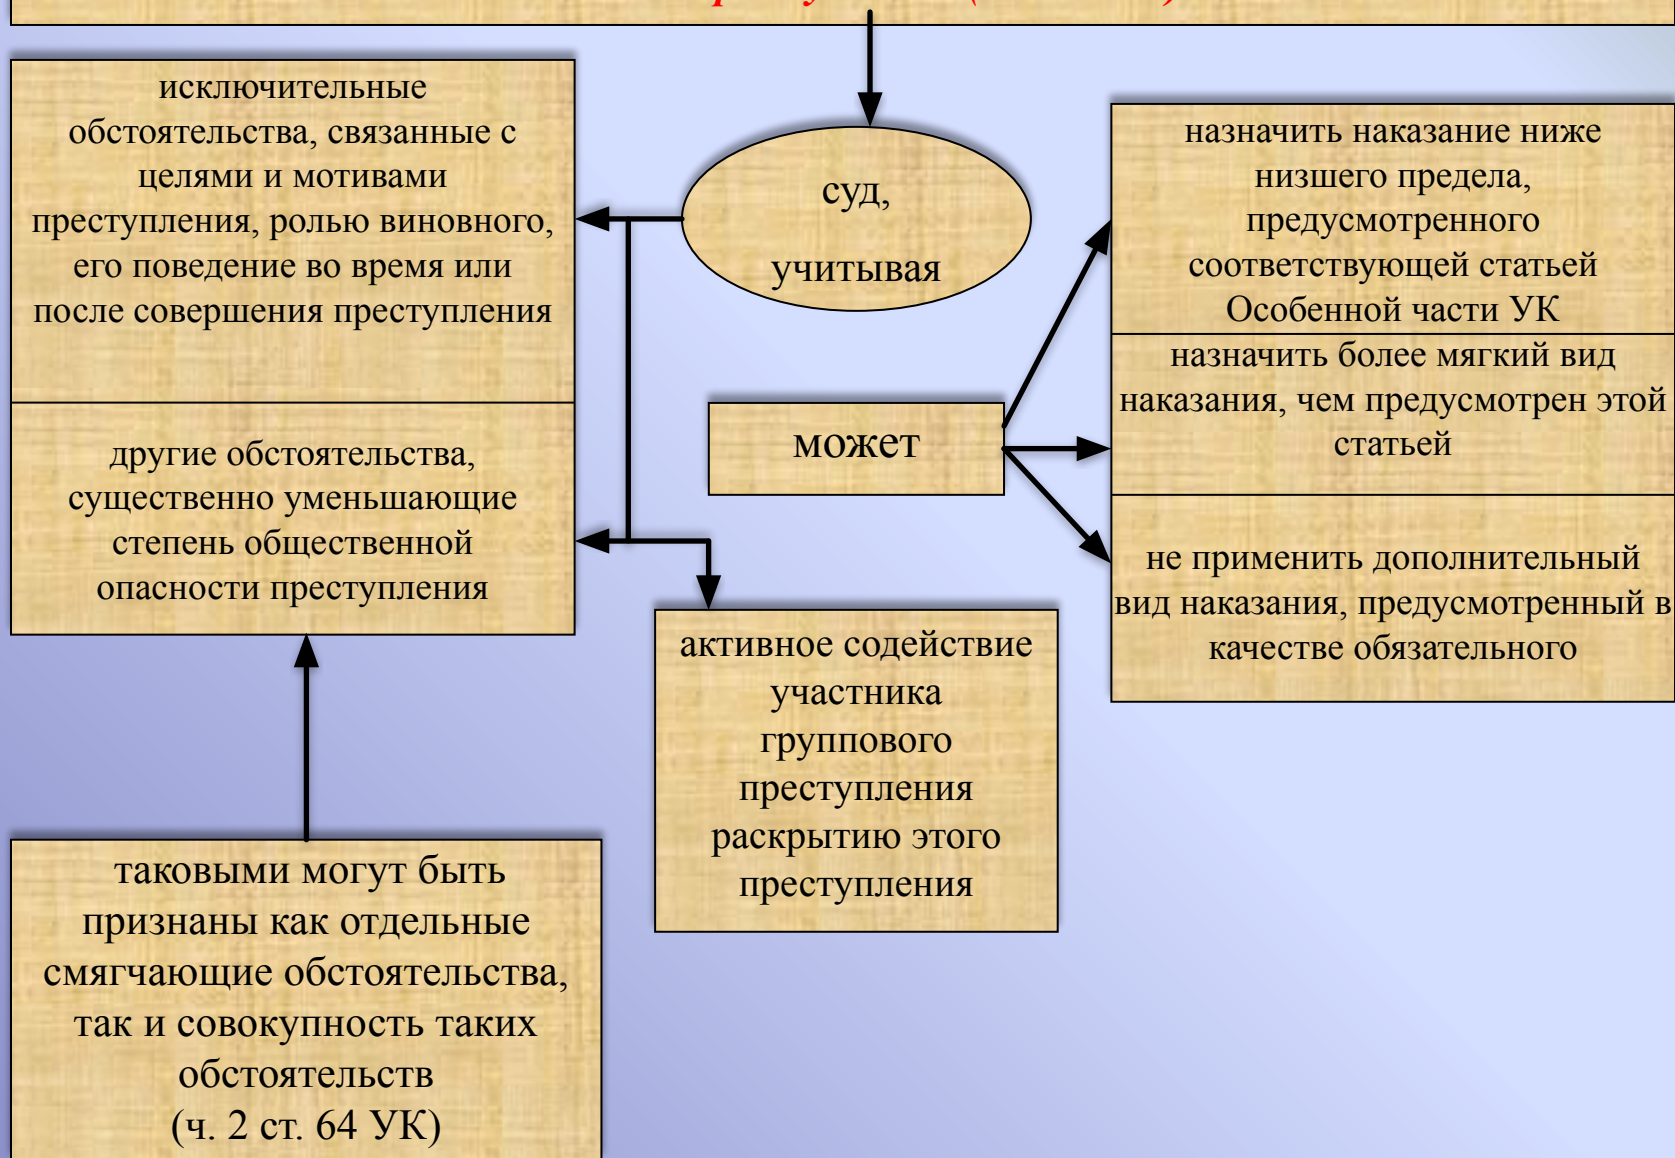 исключительные
обстоятельства, связанные с
целями и мотивами
преступления, ролью виновного,
его поведение во время или
после совершения преступления
другие обстоятельства,
существенно уменьшающие
степень общественной
опасности преступления
таковыми могут быть
признаны как отдельные
смягчающие обстоятельства,
так и совокупность таких
обстоятельств
(ч. 2 ст. 64 УК)
суд,
учитывая
может
активное содействие
участника
группового
преступления
раскрытию этого
преступления
назначить наказание ниже
низшего предела,
предусмотренного
соответствующей статьей
Особенной части УК
назначить более мягкий вид
наказания, чем предусмотрен этой
статьей
не применить дополнительный
вид наказания, предусмотренный в
качестве обязательного